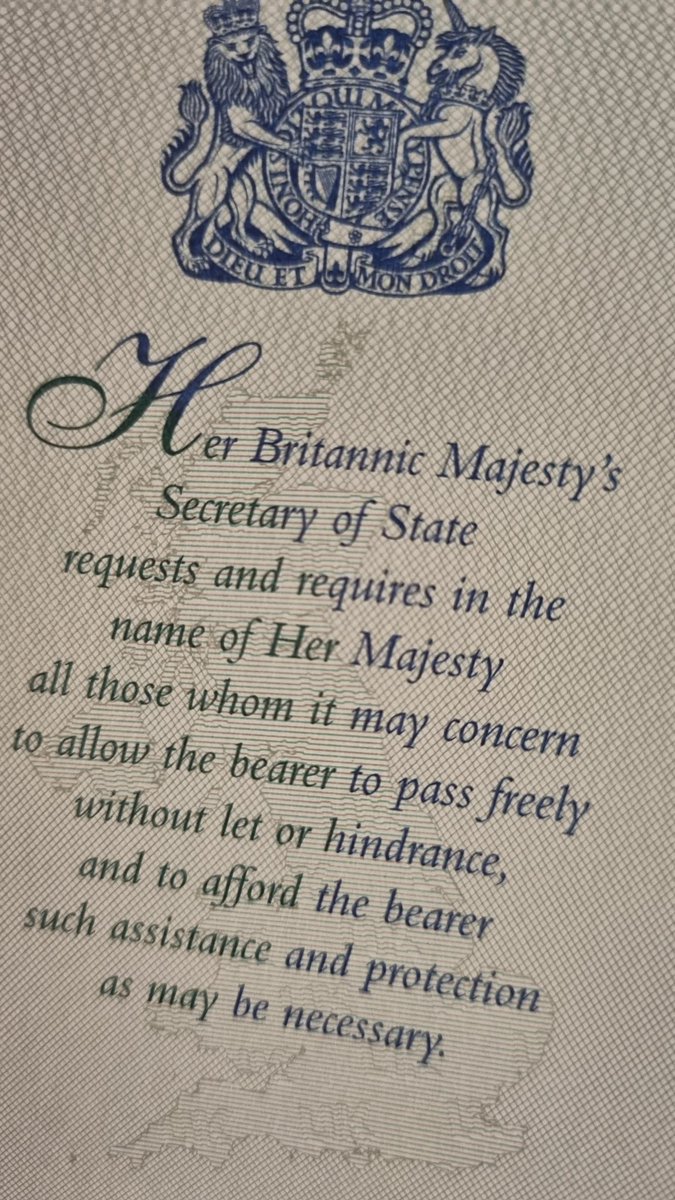 HONI SOIT QUI MAL Y PENSE
DIEU ET MON DROIT
Her Britannic Majesty's
Secretary of State
requests and requires in the
name of Her Majesty
all those whom it may concern
to allow the bearer to pass freely
without let or hindrance,
and to afford the bearer
such assistance and protection
as may be necessary.